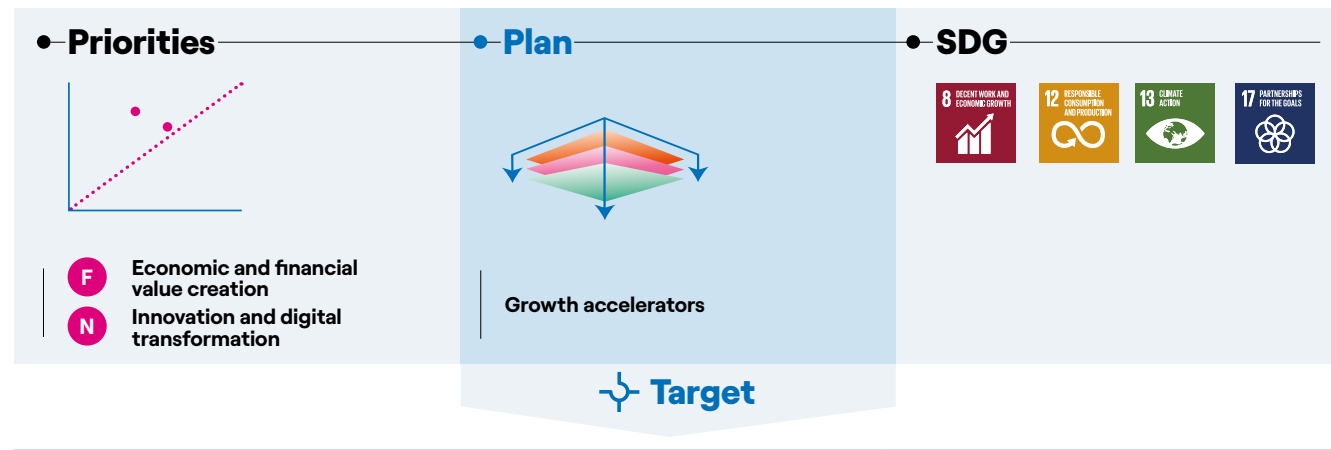 Priorities
Plan
SDG
8 DECENT WORK AND
ECONOMIC GROWTH
12 RESPONSIBLE
CONSUMPTION
AND PRODUCTION
13 CLIMATE
ACTION
17 PARTNERSHIPS
FOR THE GOALS
F Economic and financial
value creation
N Innovation and digital
transformation
Growth accelerators
Target